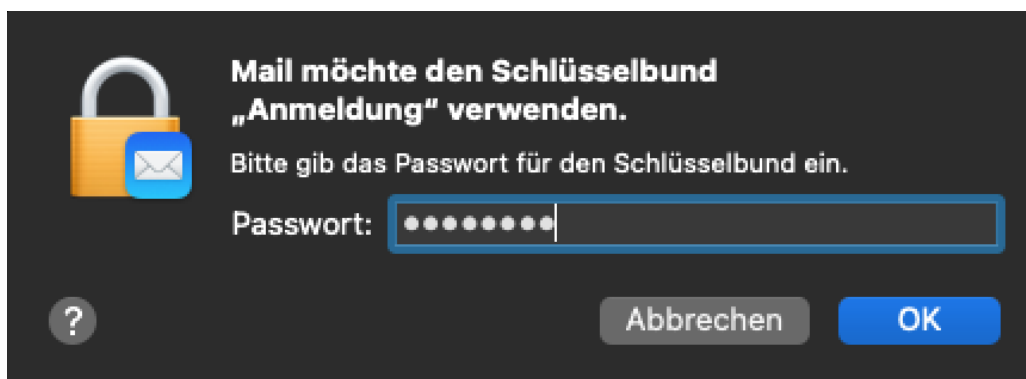 Mail möchte den Schlüsselbund
„Anmeldung“ verwenden.
Bitte gib das Passwort für den Schlüsselbund ein.
Passwort: ●●●●●●●●
? Abbrechen OK